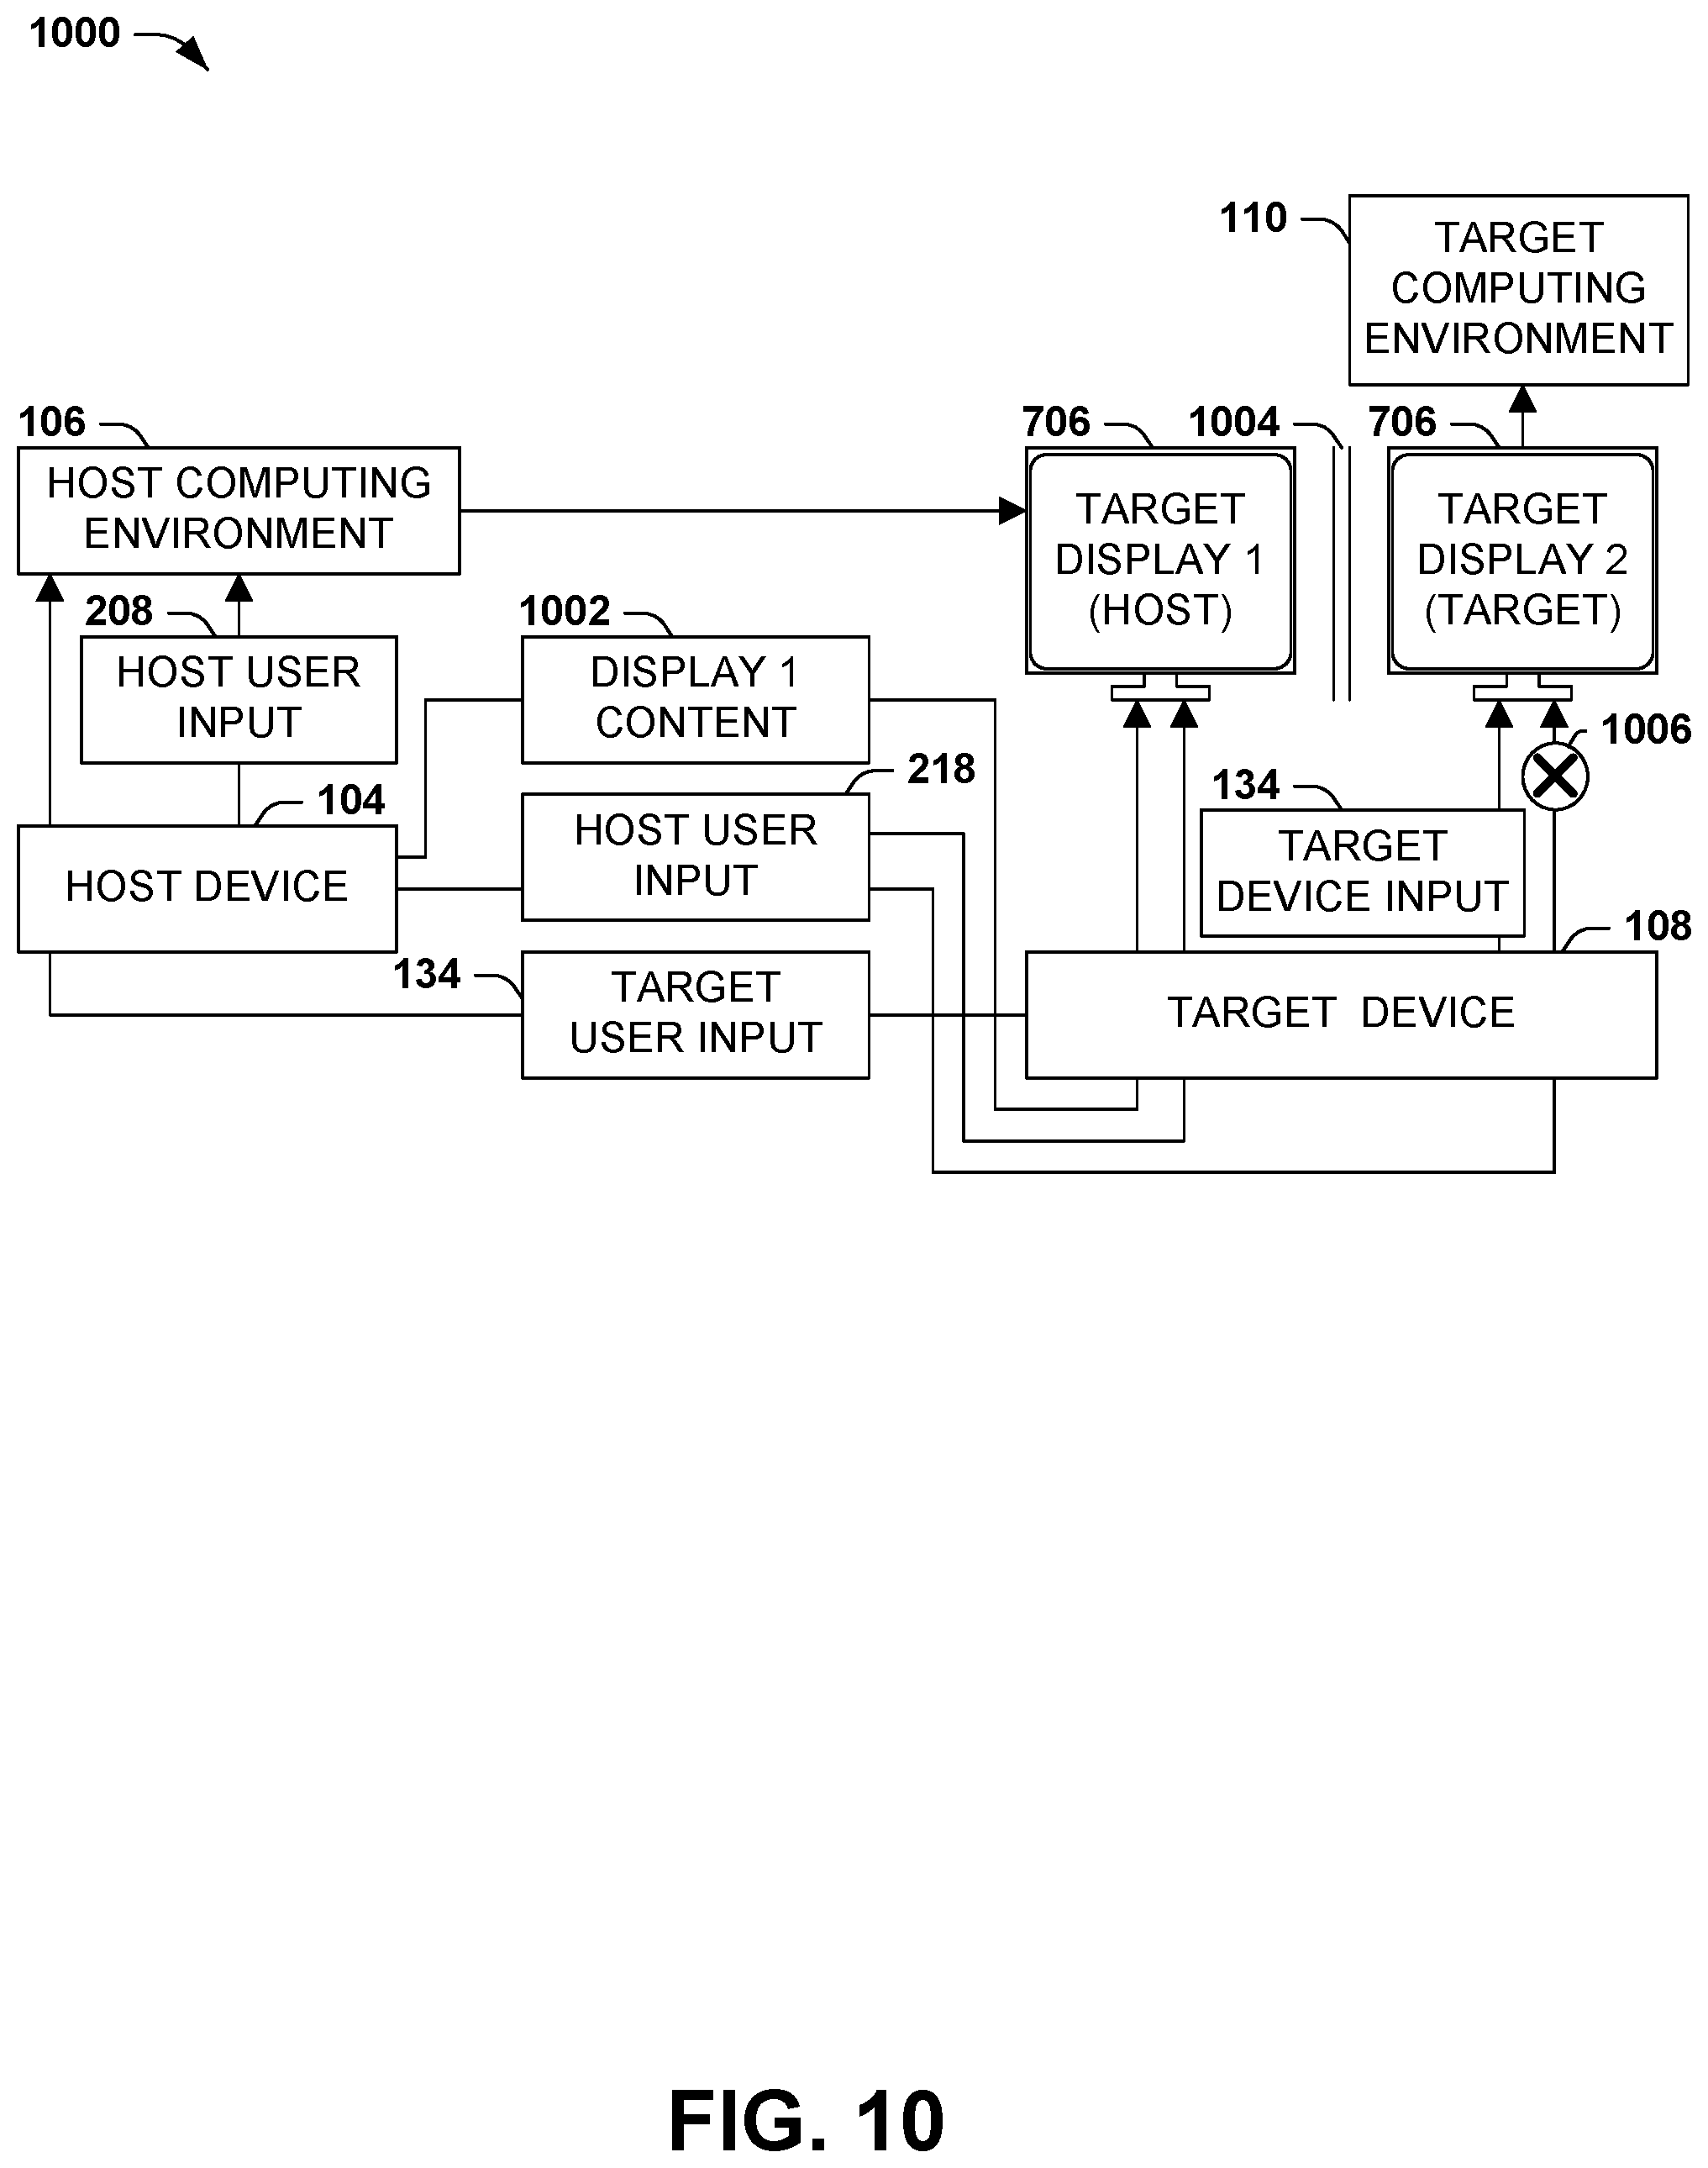 1000
110
TARGET
COMPUTING
ENVIRONMENT
106
HOST COMPUTING
ENVIRONMENT
706
TARGET
DISPLAY 1
(HOST)
1004
706
TARGET
DISPLAY 2
(TARGET)
208
HOST USER
INPUT
1002
DISPLAY 1
CONTENT
1006
104
HOST DEVICE
218
HOST USER
INPUT
134
TARGET
DEVICE INPUT
134
TARGET
USER INPUT
108
TARGET DEVICE
FIG. 10